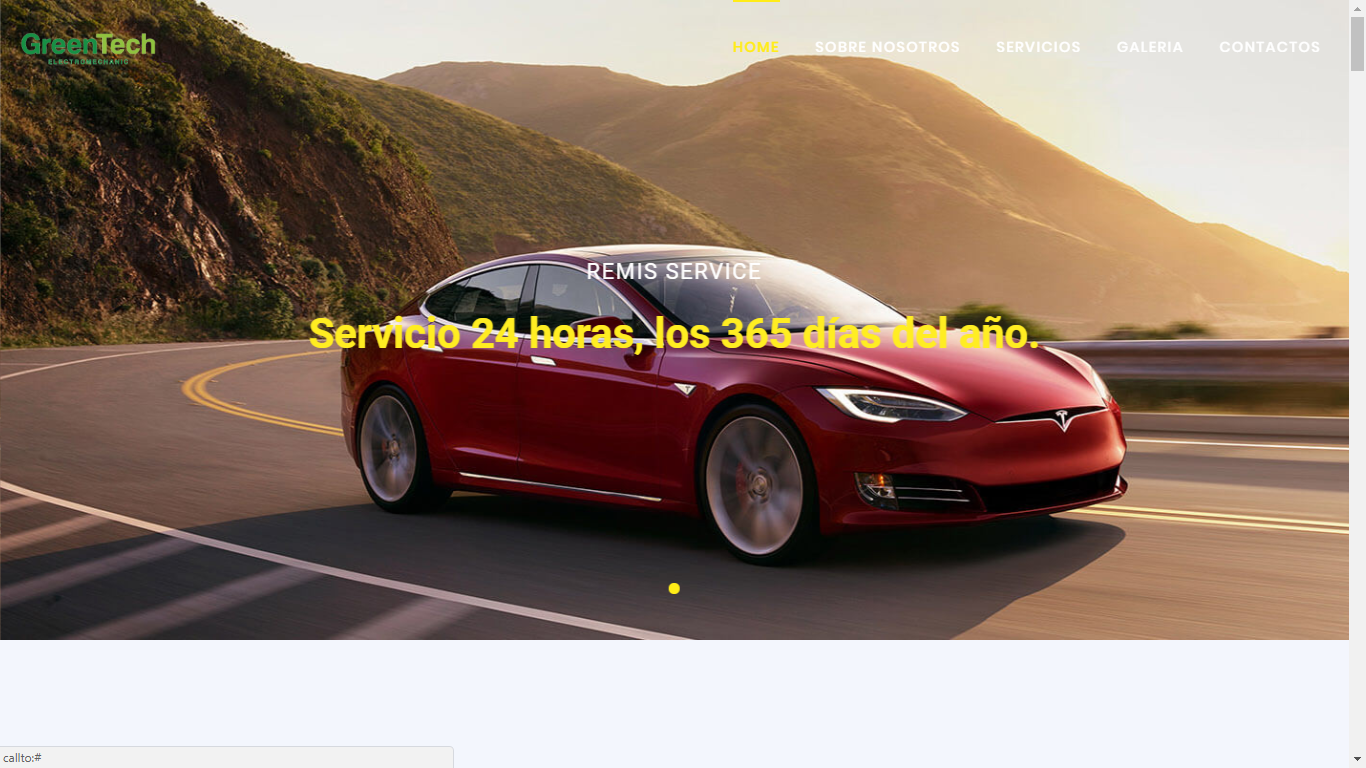 GreenTech
ELECTROMECHANIC
HOME SOBRE NOSOTROS SERVICIOS GALERIA CONTACTOS
REMIS SERVICE
Servicio 24 horas, los 365 días del año.
callto:#